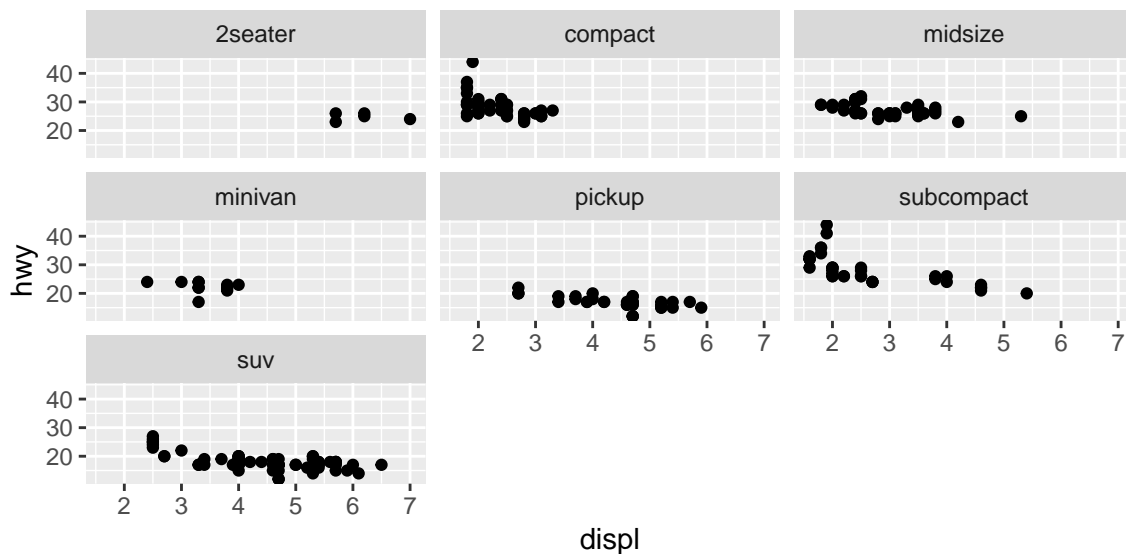 2seater compact midsize
40
30
20
minivan pickup subcompact
40
30
20
2 3 4 5 6 7 2 3 4 5 6 7
suv
40
30
20
2 3 4 5 6 7
hwy
displ